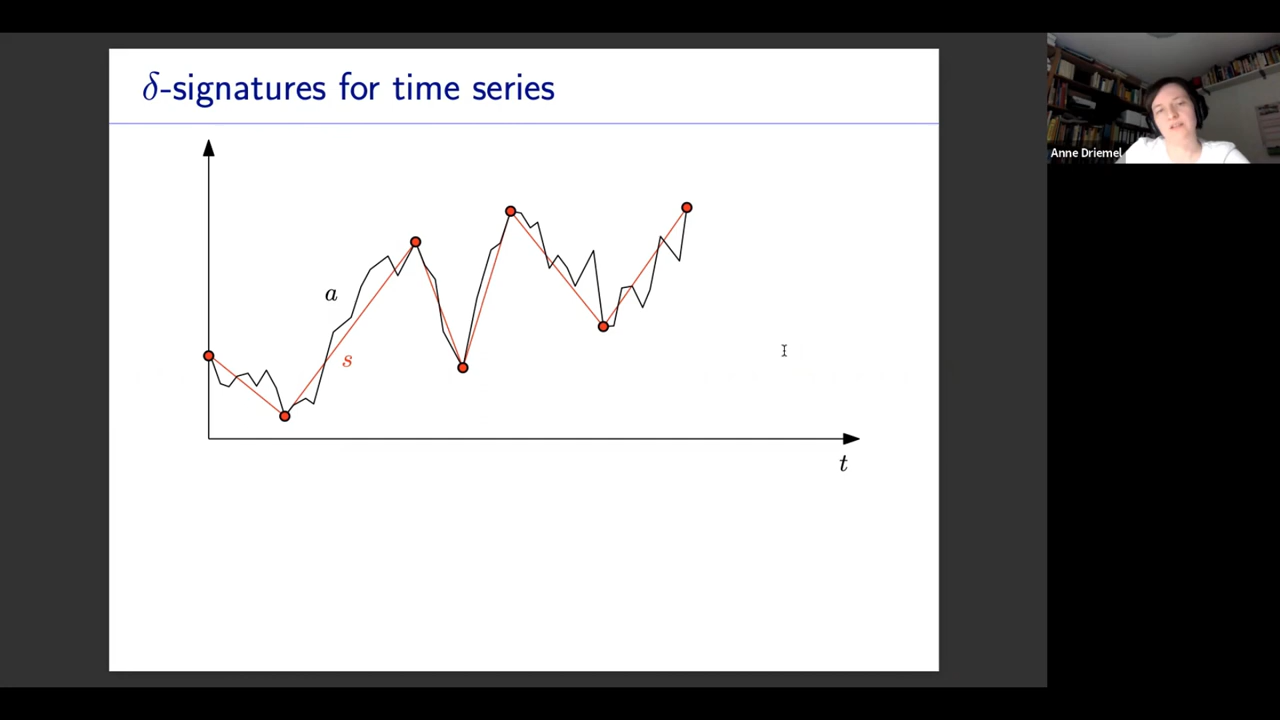 δ-signatures for time series
Anne Driemel
a
s
t